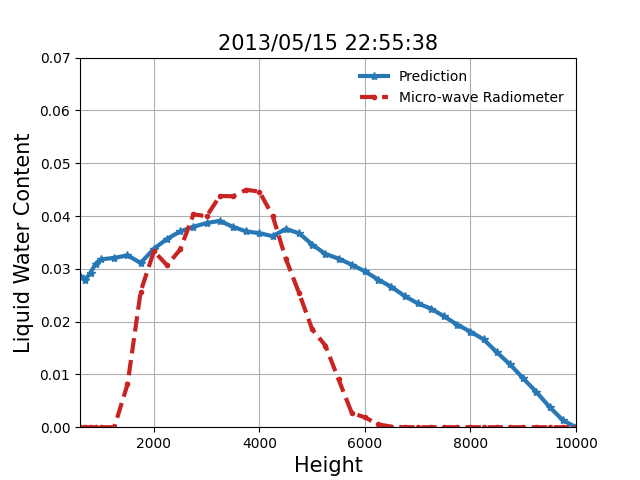 2013/05/15 22:55:38
0.07
0.06
0.05
0.04
0.03
0.02
0.01
0.00
Liquid Water Content
Prediction
Micro-wave Radiometer
2000 4000 6000 8000 10000
Height